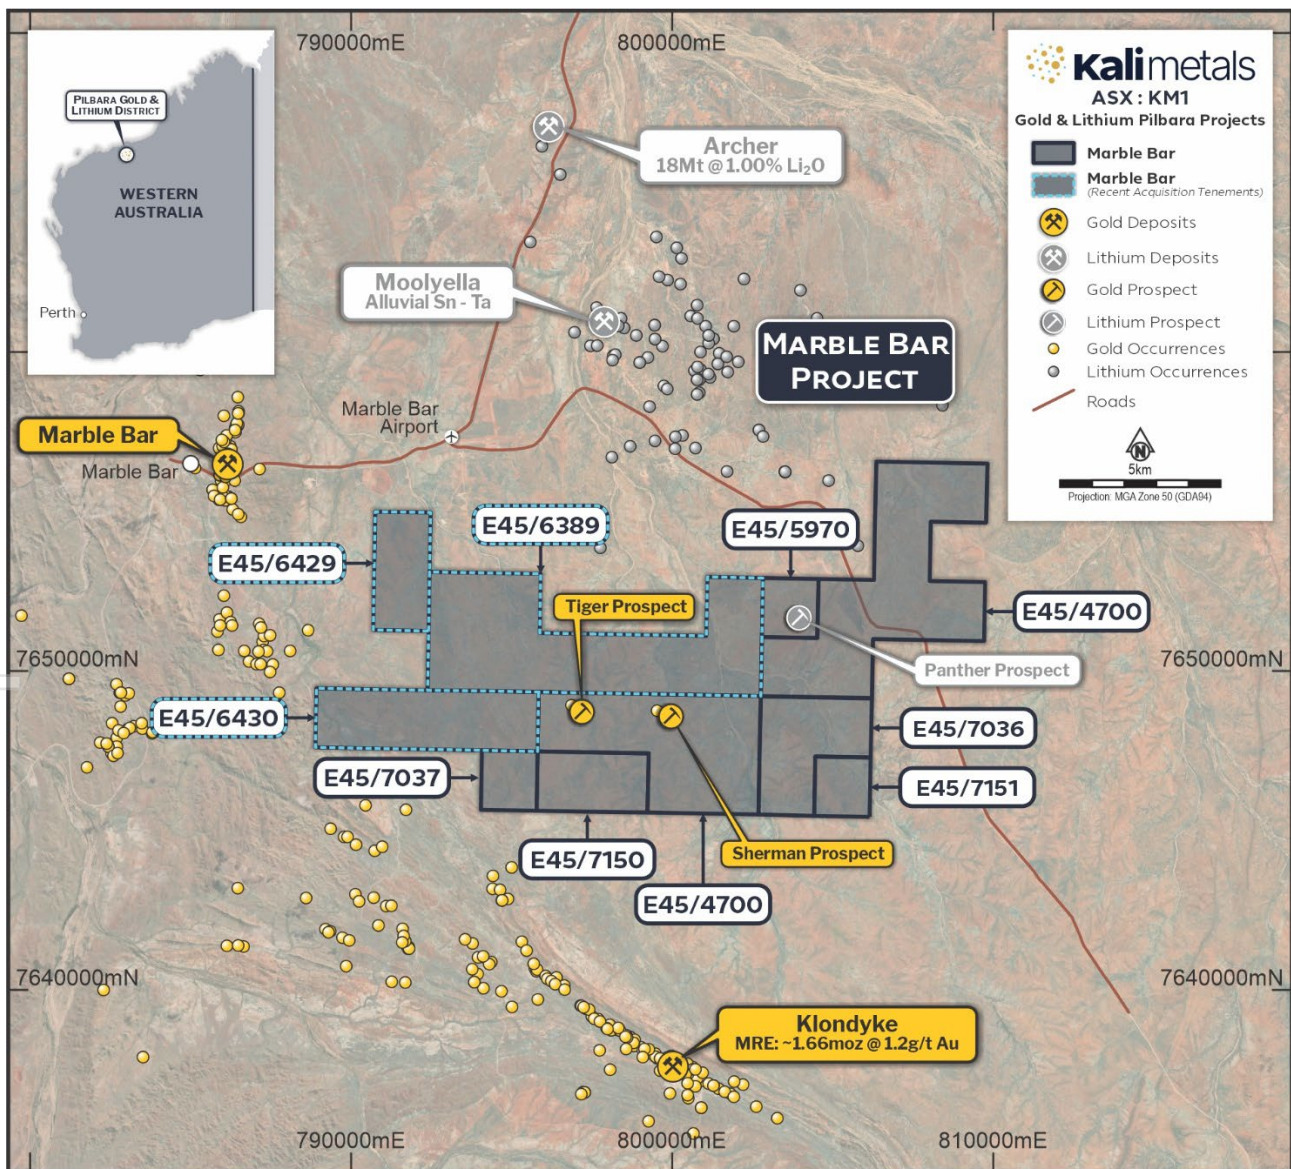 790000mE
800000mE
PILBARA GOLD &
LITHIUM DISTRICT
WESTERN
AUSTRALIA
Perth
Kalimetals
ASX : KM1
Gold & Lithium Pilbara Projects
Marble Bar
Marble Bar
(Recent Acquisition Tenements)
Gold Deposits
Lithium Deposits
Gold Prospect
Lithium Prospect
Gold Occurrences
Lithium Occurrences
Roads
N
5km
Projection: MGA Zone 50 (GDA94)
Archer
18Mt @ 1.00% Li₂O
Moolyella
Alluvial Sn - Ta
MARBLE BAR
PROJECT
Marble Bar
Airport
Marble Bar
Marble Bar
E45/6389
E45/5970
E45/6429
Tiger Prospect
E45/4700
7650000mN
7650000mN
Panther Prospect
E45/6430
E45/7036
E45/7037
E45/7151
E45/7150
Sherman Prospect
E45/4700
7640000mN
7640000mN
Klondyke
MRE: ~1.66moz @ 1.2g/t Au
790000mE
800000mE
810000mE